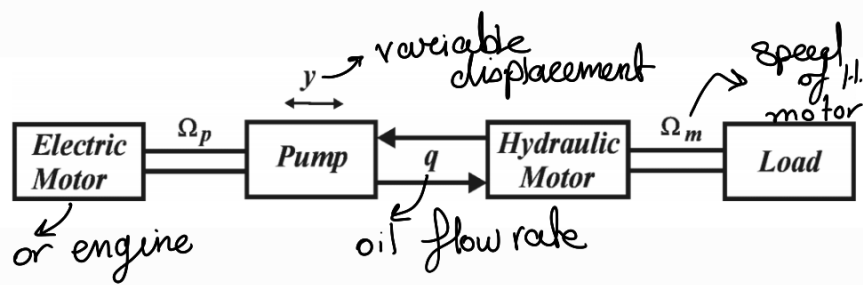 variable
displacement
speed
of H.
motor
y
Ω_p
Ω_m
Electric
Motor
Pump
q
Hydraulic
Motor
Load
or engine
oil flow rate